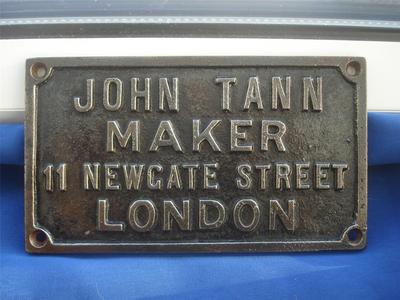 JOHN TANN
MAKER
11 NEWGATE STREET
LONDON